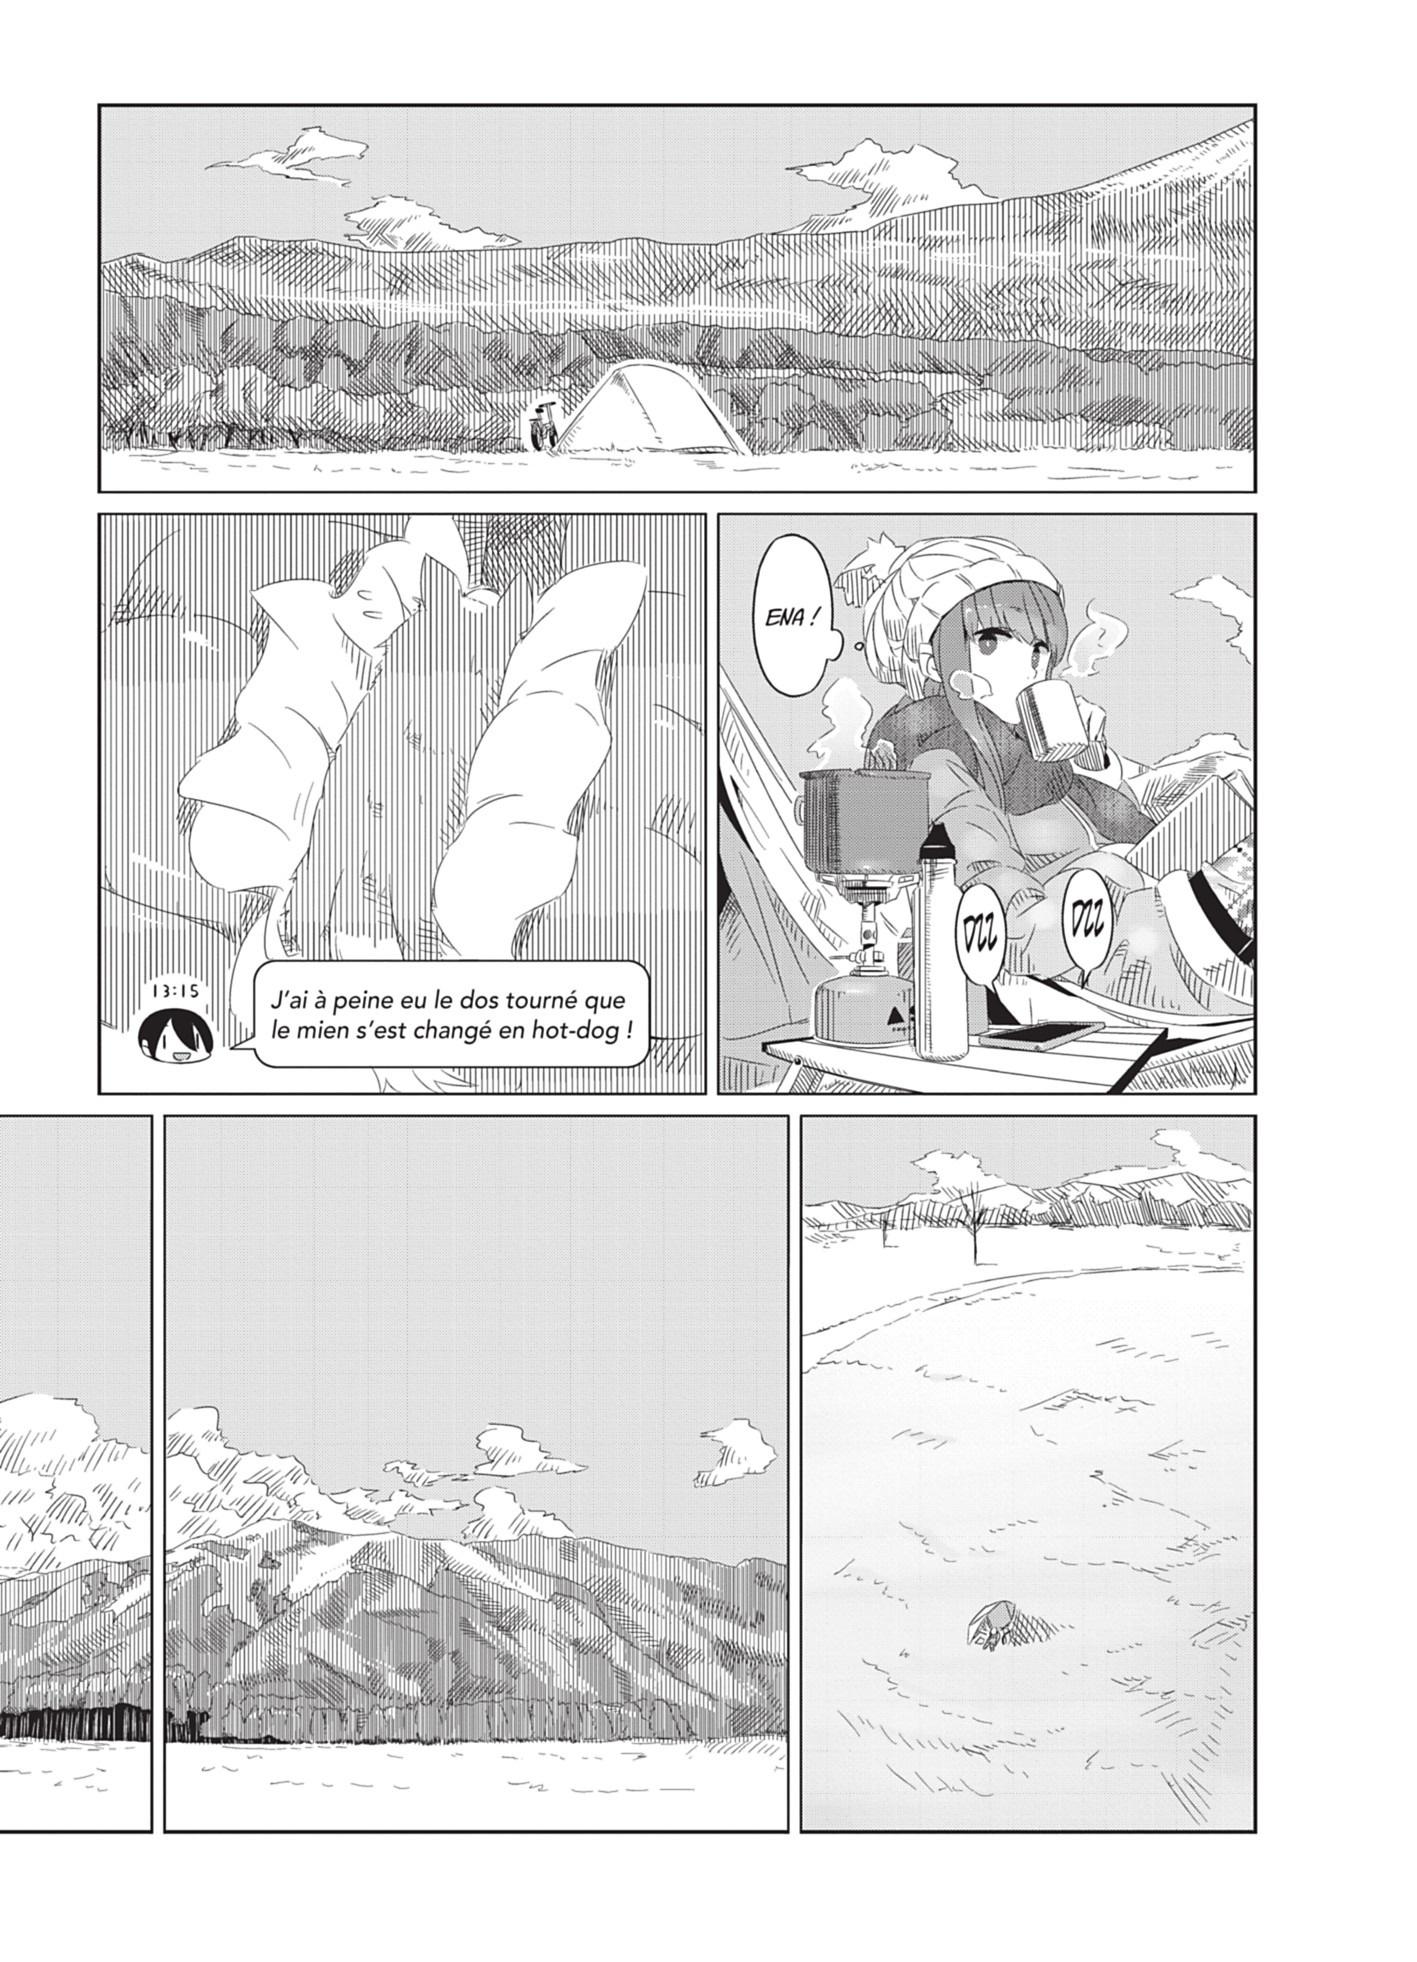 ENA !
DZZ
DZZ
13:15
J'ai à peine eu le dos tourné que
le mien s'est changé en hot-dog !